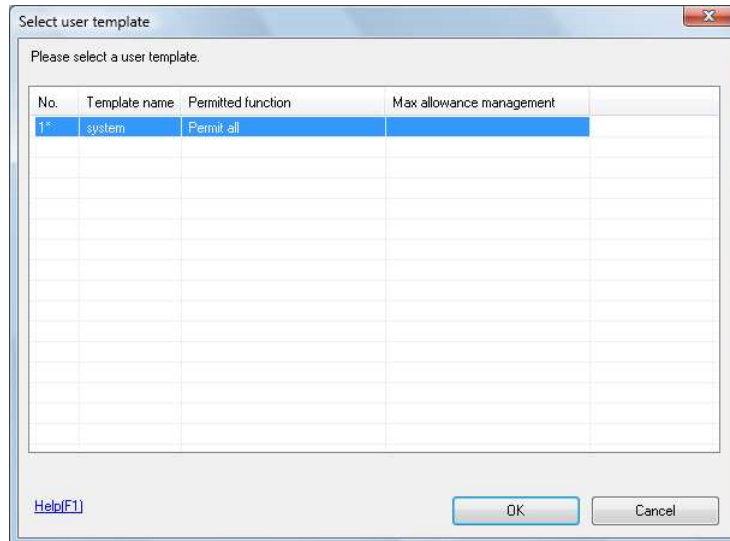 Select user template
Please select a user template.
No. Template name Permitted function Max allowance management
1* system Permit all
Help(F1) OK Cancel